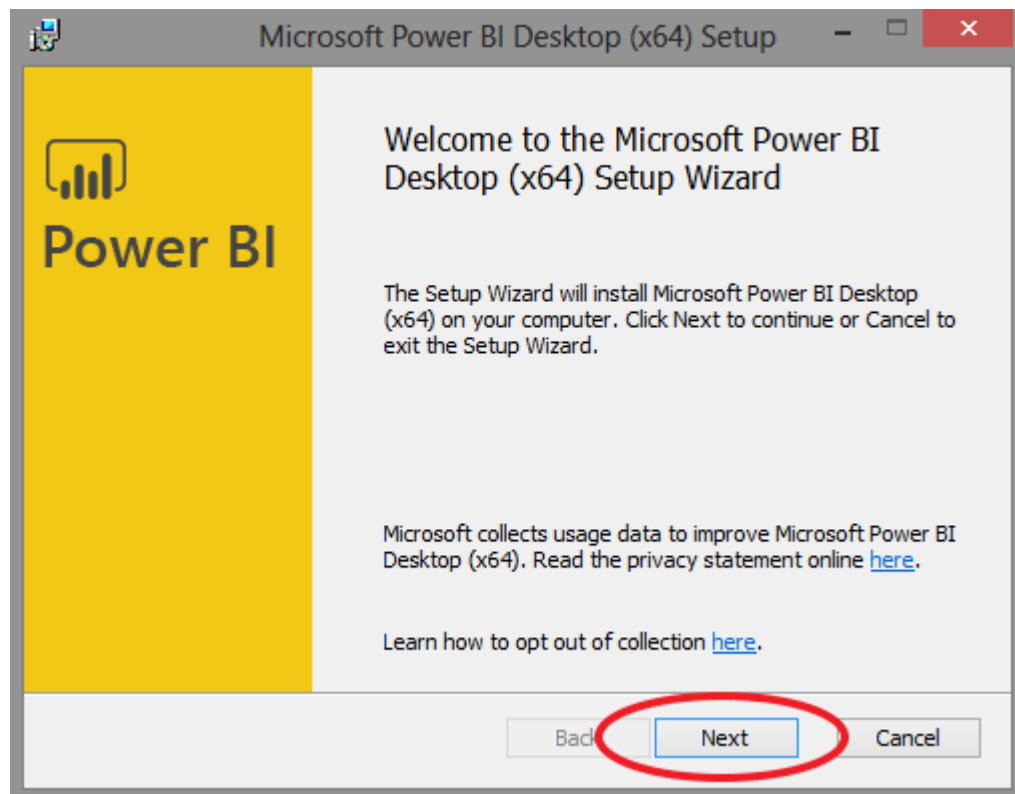 Microsoft Power BI Desktop (x64) Setup
Power BI
Welcome to the Microsoft Power BI
Desktop (x64) Setup Wizard
The Setup Wizard will install Microsoft Power BI Desktop
(x64) on your computer. Click Next to continue or Cancel to
exit the Setup Wizard.
Microsoft collects usage data to improve Microsoft Power BI
Desktop (x64). Read the privacy statement online here.
Learn how to opt out of collection here.
Back Next Cancel